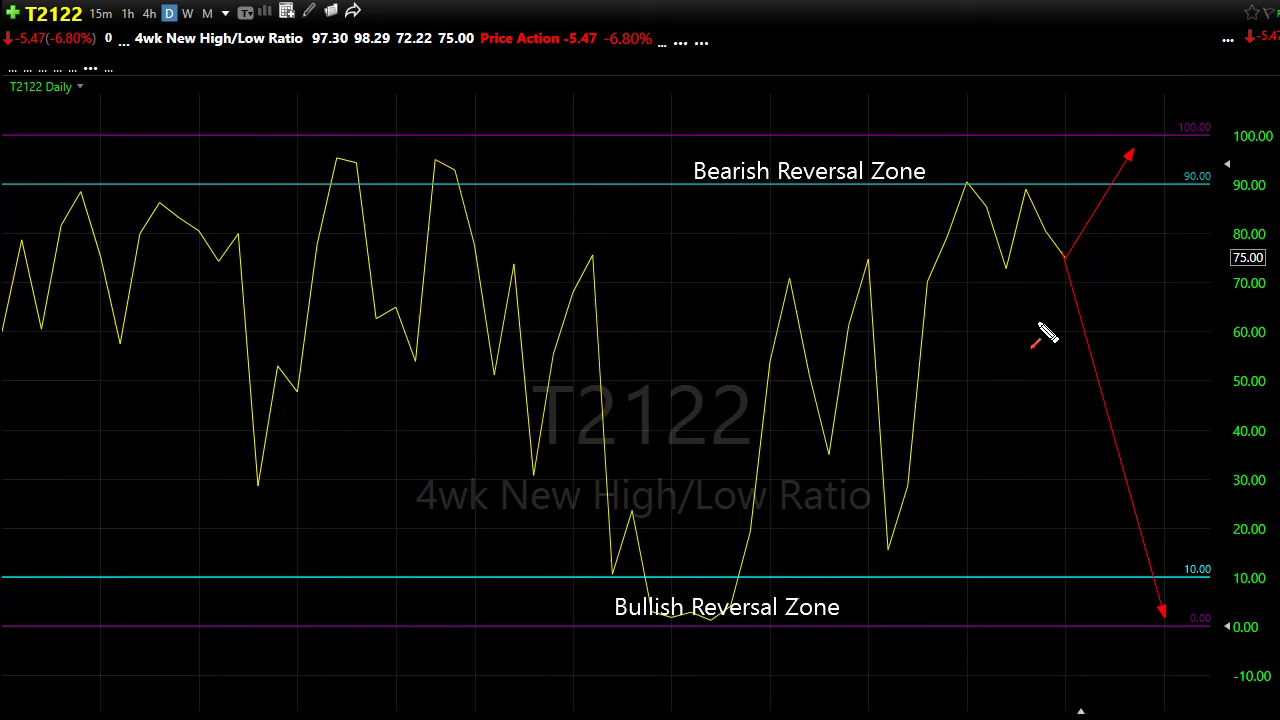 T2122 15m 1h 4h D W M
-5.47(-6.80%) 0 ... 4wk New High/Low Ratio 97.30 98.29 72.22 75.00 Price Action -5.47 -6.80% ... ... ... ... -5.47
... ... ... ... ... ... ...
T2122 Daily
100.00 100.00
Bearish Reversal Zone
90.00 90.00
80.00
75.00
70.00
60.00
50.00
T2122
40.00
4wk New High/Low Ratio
30.00
20.00
10.00 10.00
Bullish Reversal Zone
0.00 0.00
-10.00